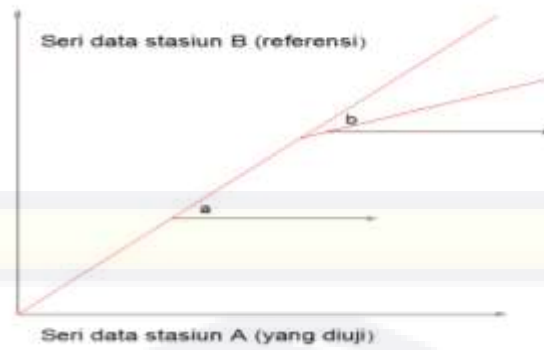 Seri data stasiun B (referensi)
b
a
Seri data stasiun A (yang diuji)